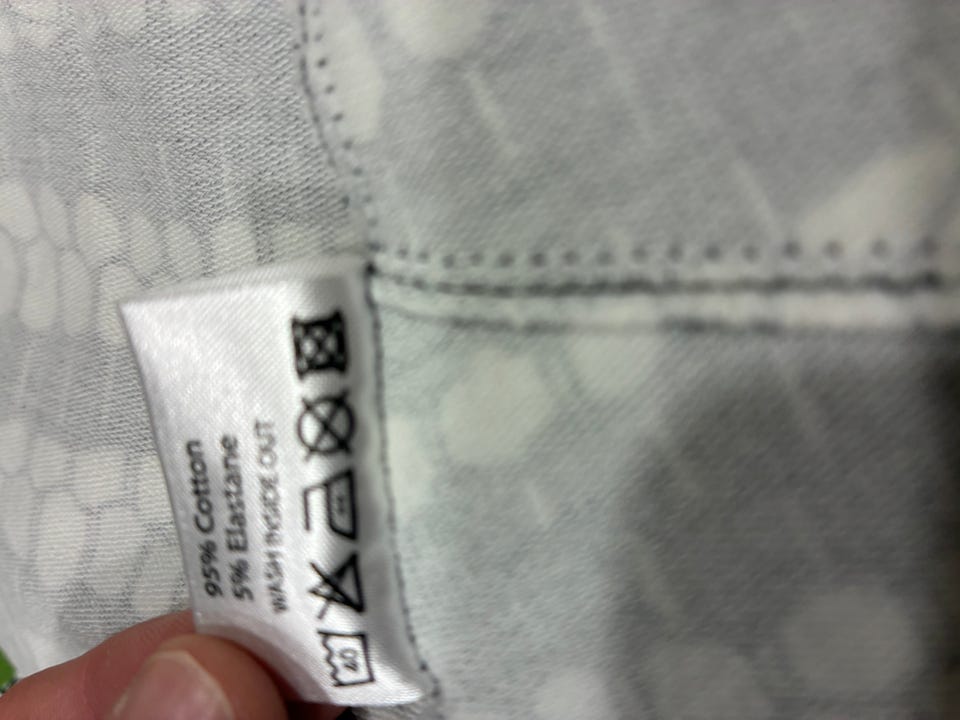 95% Cotton
5% Elastane
WASH INSIDE OUT
40